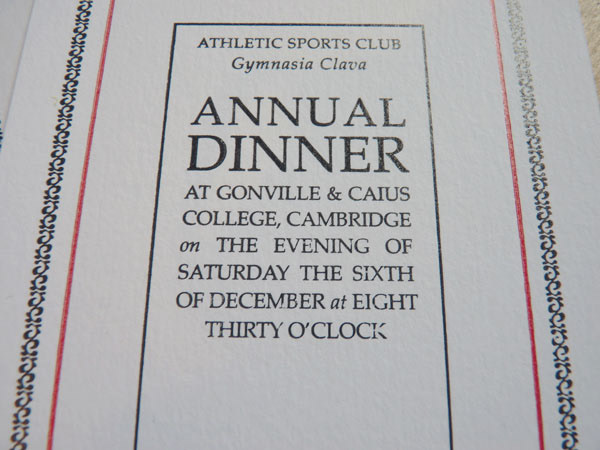 ATHLETIC SPORTS CLUB
Gymnasia Clava
ANNUAL
DINNER
AT GONVILLE & CAIUS
COLLEGE, CAMBRIDGE
on THE EVENING OF
SATURDAY THE SIXTH
OF DECEMBER at EIGHT
THIRTY O'CLOCK